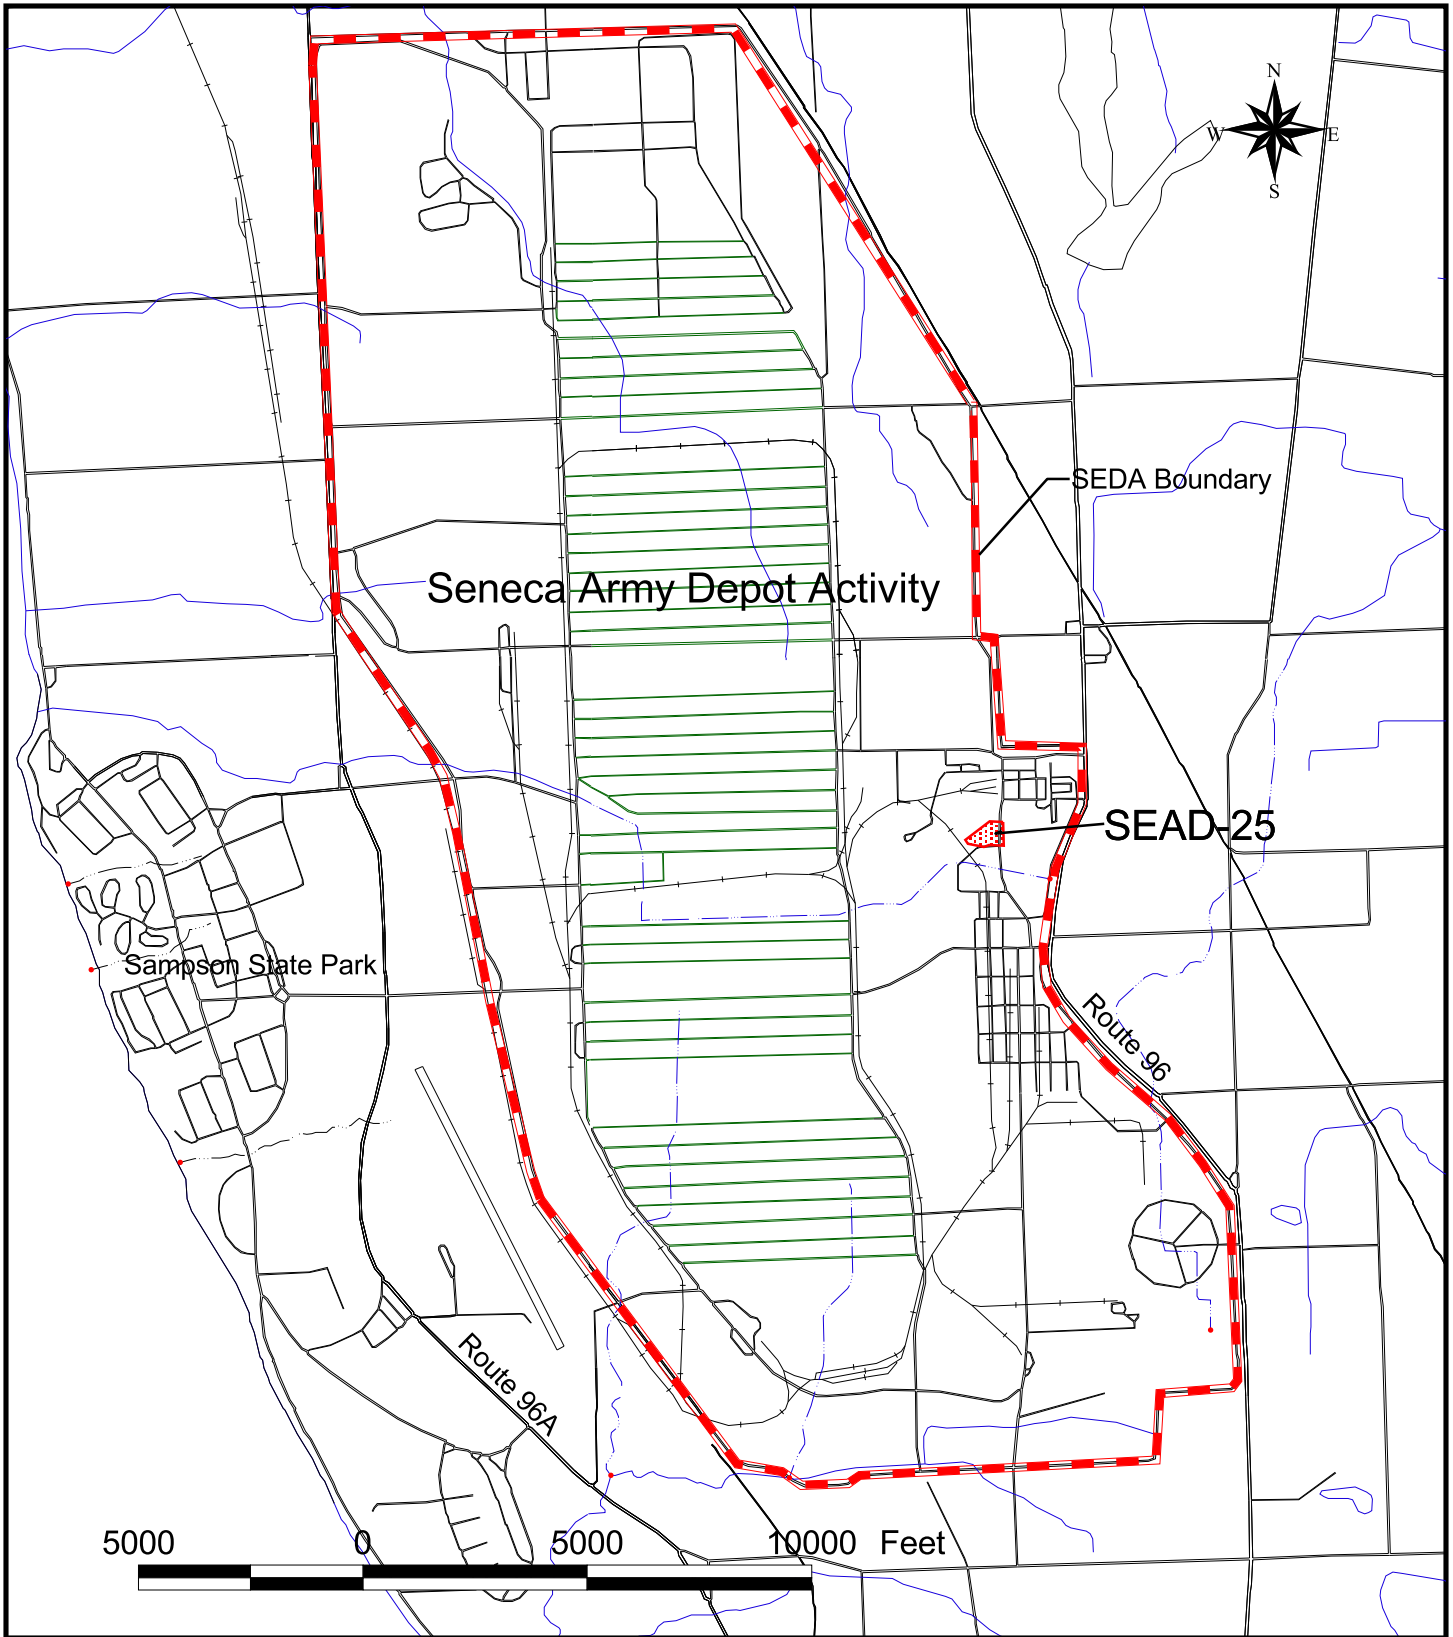 N
W E
S
SEDA Boundary
Seneca Army Depot Activity
SEAD-25
Sampson State Park
Route 96
Route 96A
5000 0 5000 10000 Feet